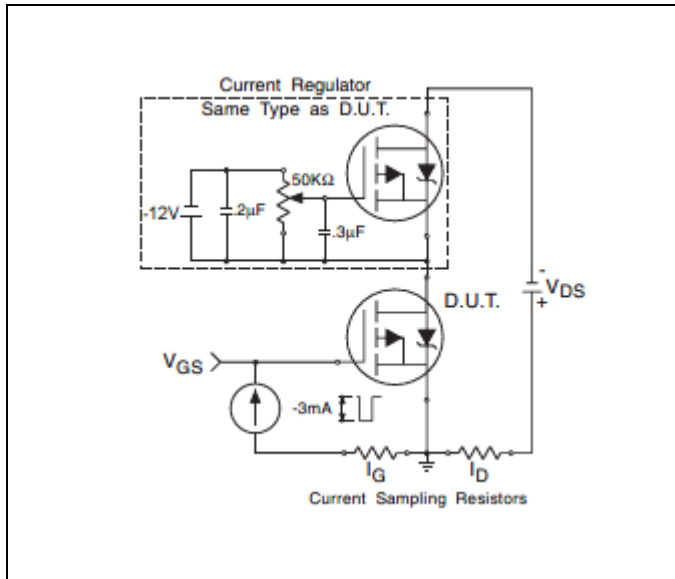 Current Regulator
Same Type as D.U.T.
50KΩ
-12V
.2μF
.3μF
D.U.T.
-
VDS
+
VGS
-3mA
IG
ID
Current Sampling Resistors